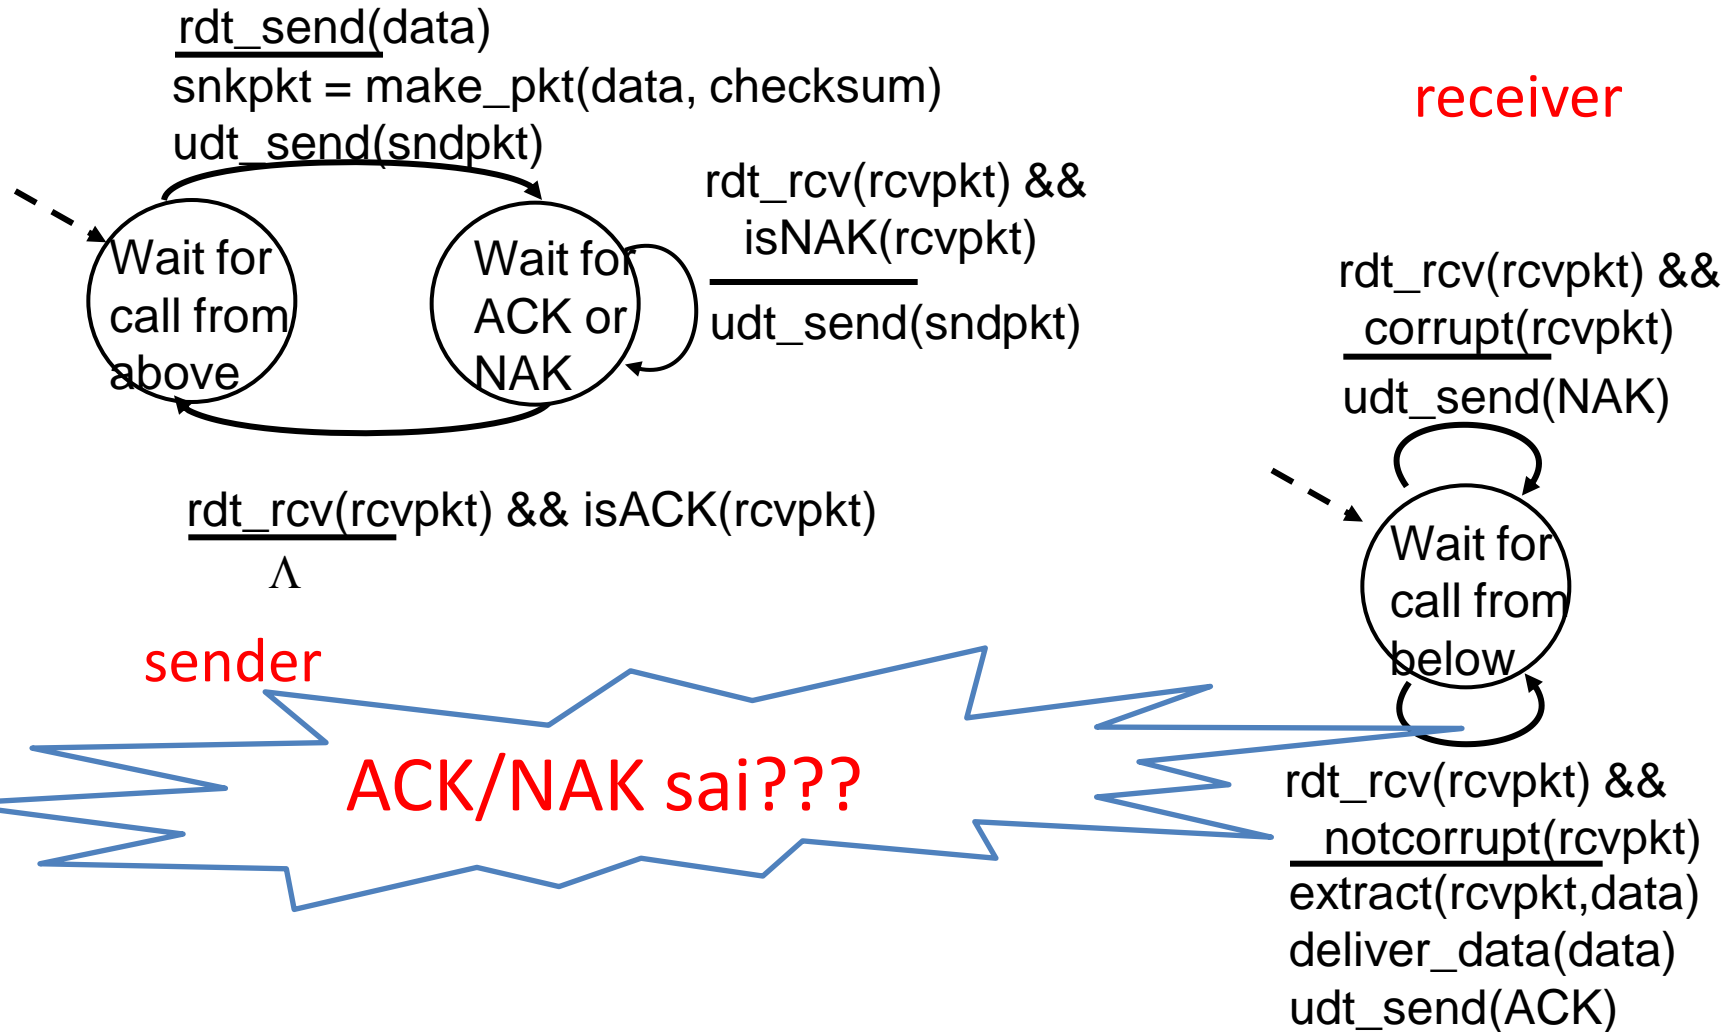 rdt_send(data)
snkpkt = make_pkt(data, checksum)
udt_send(sndpkt)
receiver
rdt_rcv(rcvpkt) &&
isNAK(rcvpkt)
udt_send(sndpkt)
Wait for
call from
above
Wait for
ACK or
NAK
rdt_rcv(rcvpkt) &&
corrupt(rcvpkt)
udt_send(NAK)
rdt_rcv(rcvpkt) && isACK(rcvpkt)
Λ
sender
Wait for
call from
below
ACK/NAK sai???
rdt_rcv(rcvpkt) &&
notcorrupt(rcvpkt)
extract(rcvpkt,data)
deliver_data(data)
udt_send(ACK)